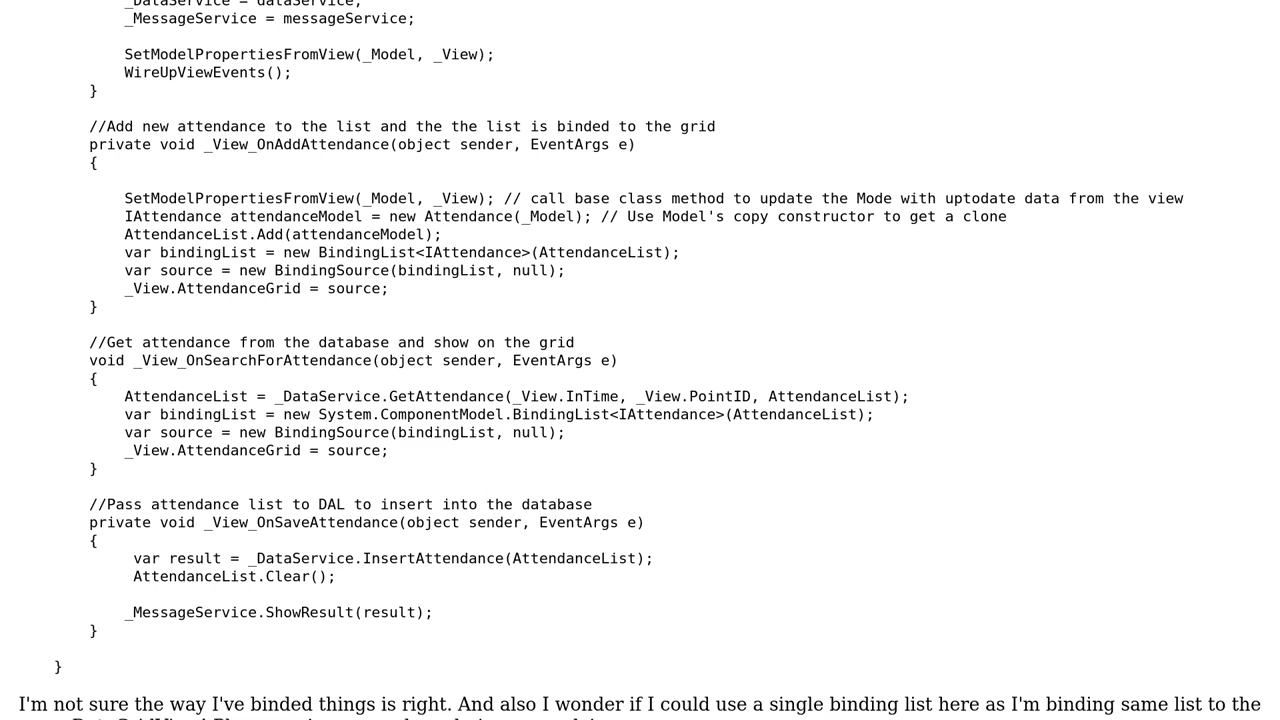 _MessageService = messageService;
SetModelPropertiesFromView(_Model, _View);
WireUpViewEvents();
}
//Add new attendance to the list and the the list is binded to the grid
private void _View_OnAddAttendance(object sender, EventArgs e)
{
SetModelPropertiesFromView(_Model, _View); // call base class method to update the Mode with uptodate data from the view
IAttendance attendanceModel = new Attendance(_Model); // Use Model's copy constructor to get a clone
AttendanceList.Add(attendanceModel);
var bindingList = new BindingList<IAttendance>(AttendanceList);
var source = new BindingSource(bindingList, null);
_View.AttendanceGrid = source;
}
//Get attendance from the database and show on the grid
void _View_OnSearchForAttendance(object sender, EventArgs e)
{
AttendanceList = _DataService.GetAttendance(_View.InTime, _View.PointID, AttendanceList);
var bindingList = new System.ComponentModel.BindingList<IAttendance>(AttendanceList);
var source = new BindingSource(bindingList, null);
_View.AttendanceGrid = source;
}
//Pass attendance list to DAL to insert into the database
private void _View_OnSaveAttendance(object sender, EventArgs e)
{
var result = _DataService.InsertAttendance(AttendanceList);
AttendanceList.Clear();
_MessageService.ShowResult(result);
}
}
I'm not sure the way I've binded things is right. And also I wonder if I could use a single binding list here as I'm binding same list to the